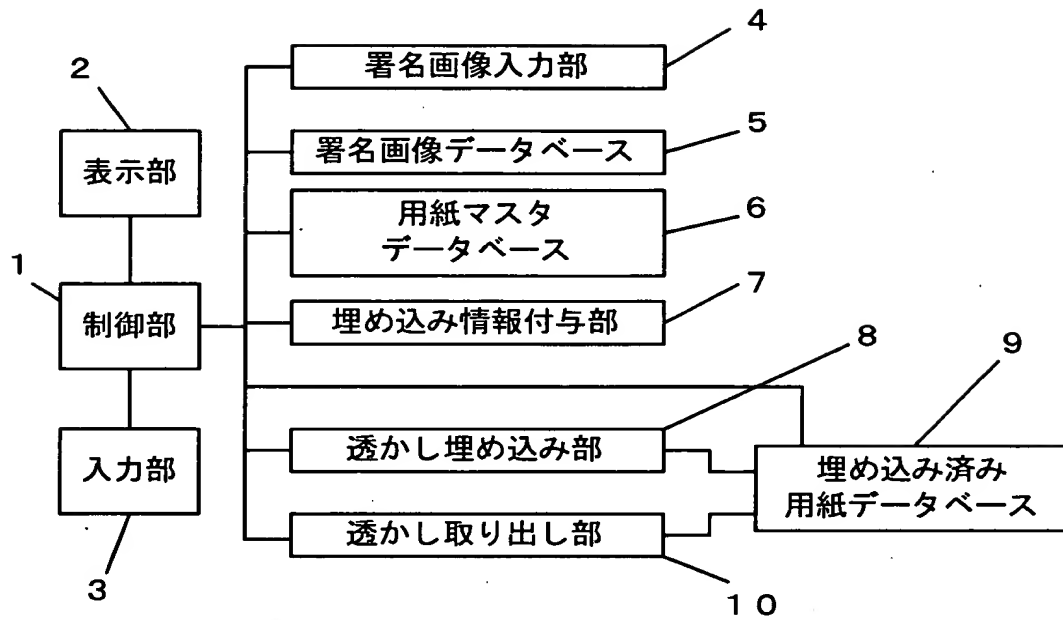 4
署名画像入力部
2
5
署名画像データベース
表示部
6
用紙マスタ
データベース
1
制御部
7
埋め込み情報付与部
8
9
透かし埋め込み部
入力部
埋め込み済み
用紙データベース
透かし取り出し部
3
10